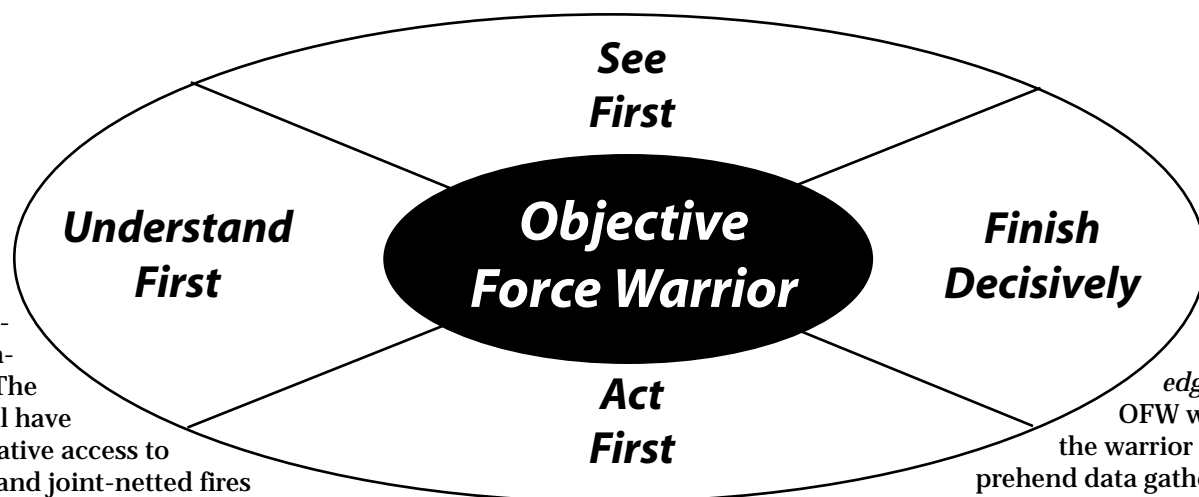 See
First
Understand
First
Objective
Force Warrior
Finish
Decisively
Act
First
The
have
access to
and joint-netted fires
OFW
the warrior
data